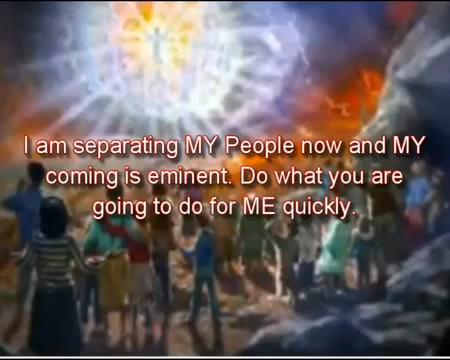 I am separating MY People now and MY
coming is eminent. Do what you are
going to do for ME quickly.